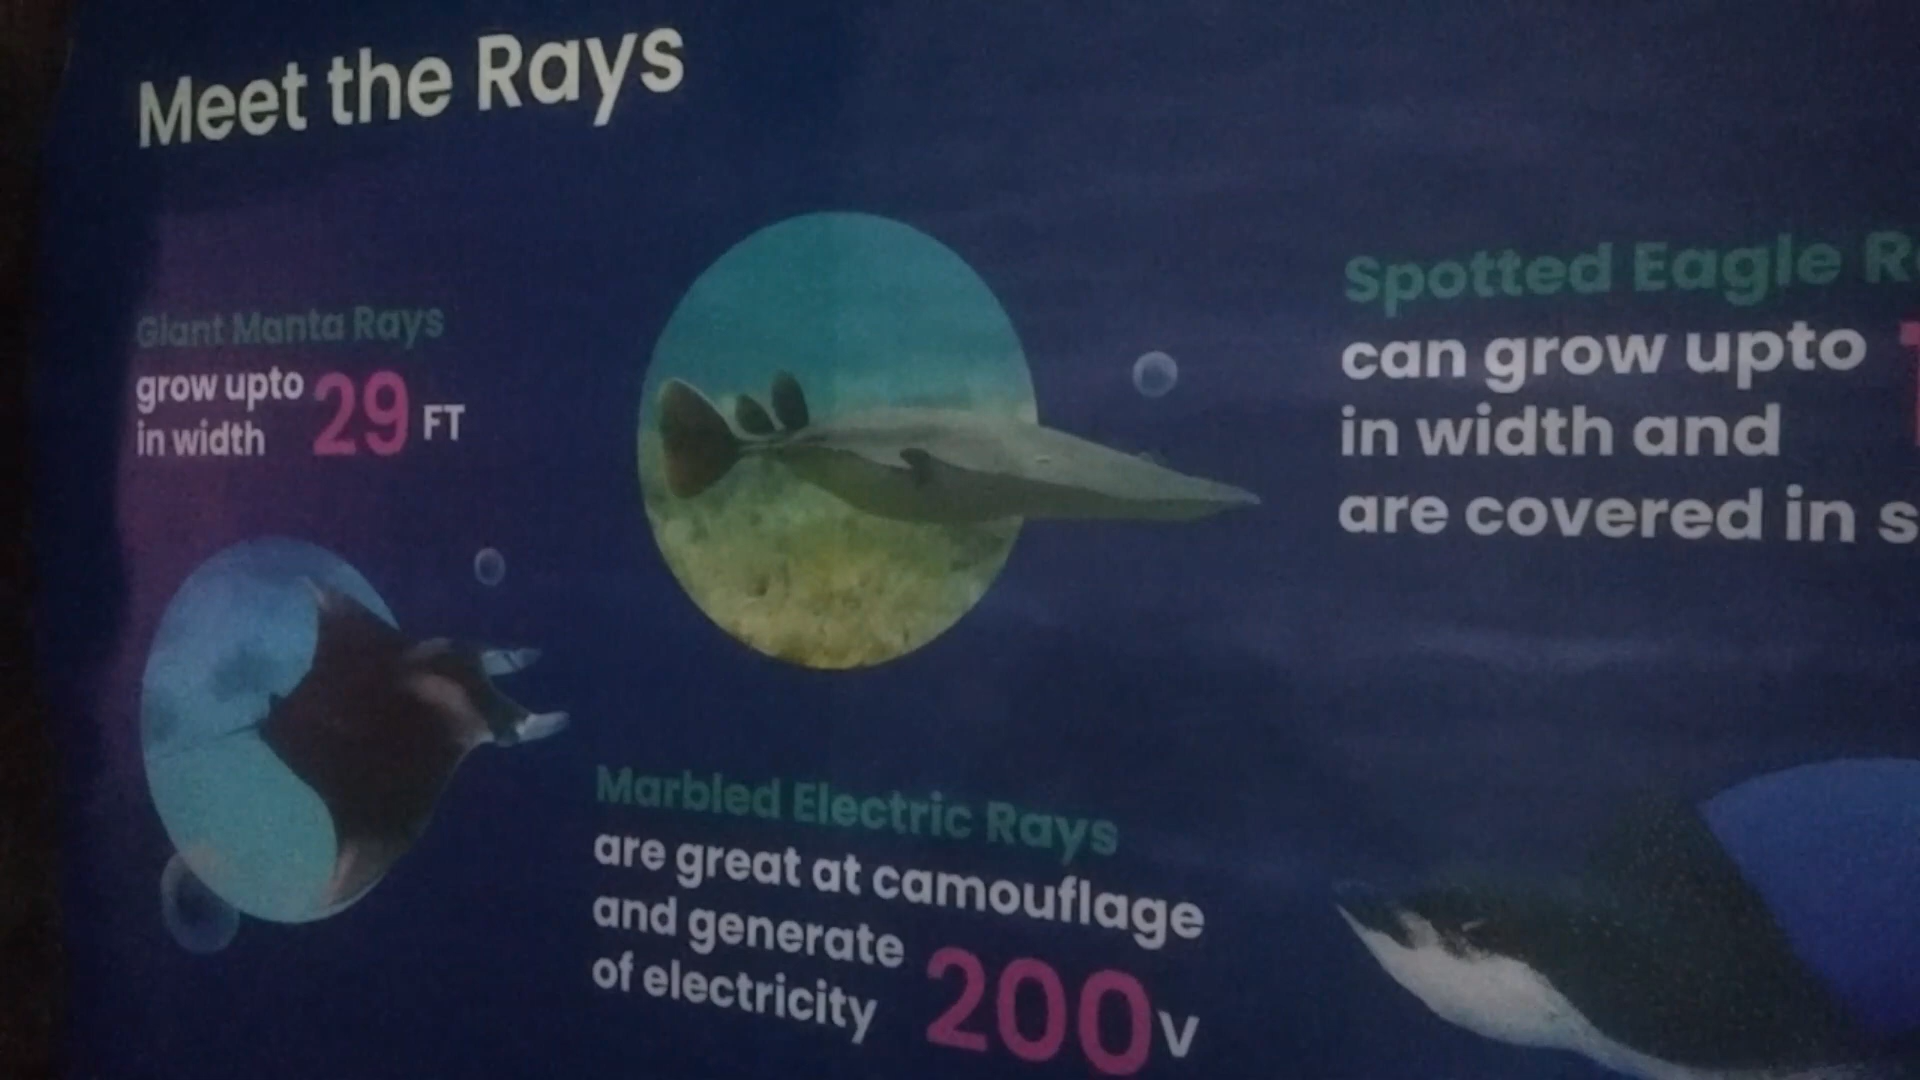 Meet the Rays
Giant Manta Rays
grow upto
in width 29 FT
Spotted Eagle
can grow upto
in width and
are covered in
Marbled Electric Rays
are great at camouflage
and generate
of electricity 200V